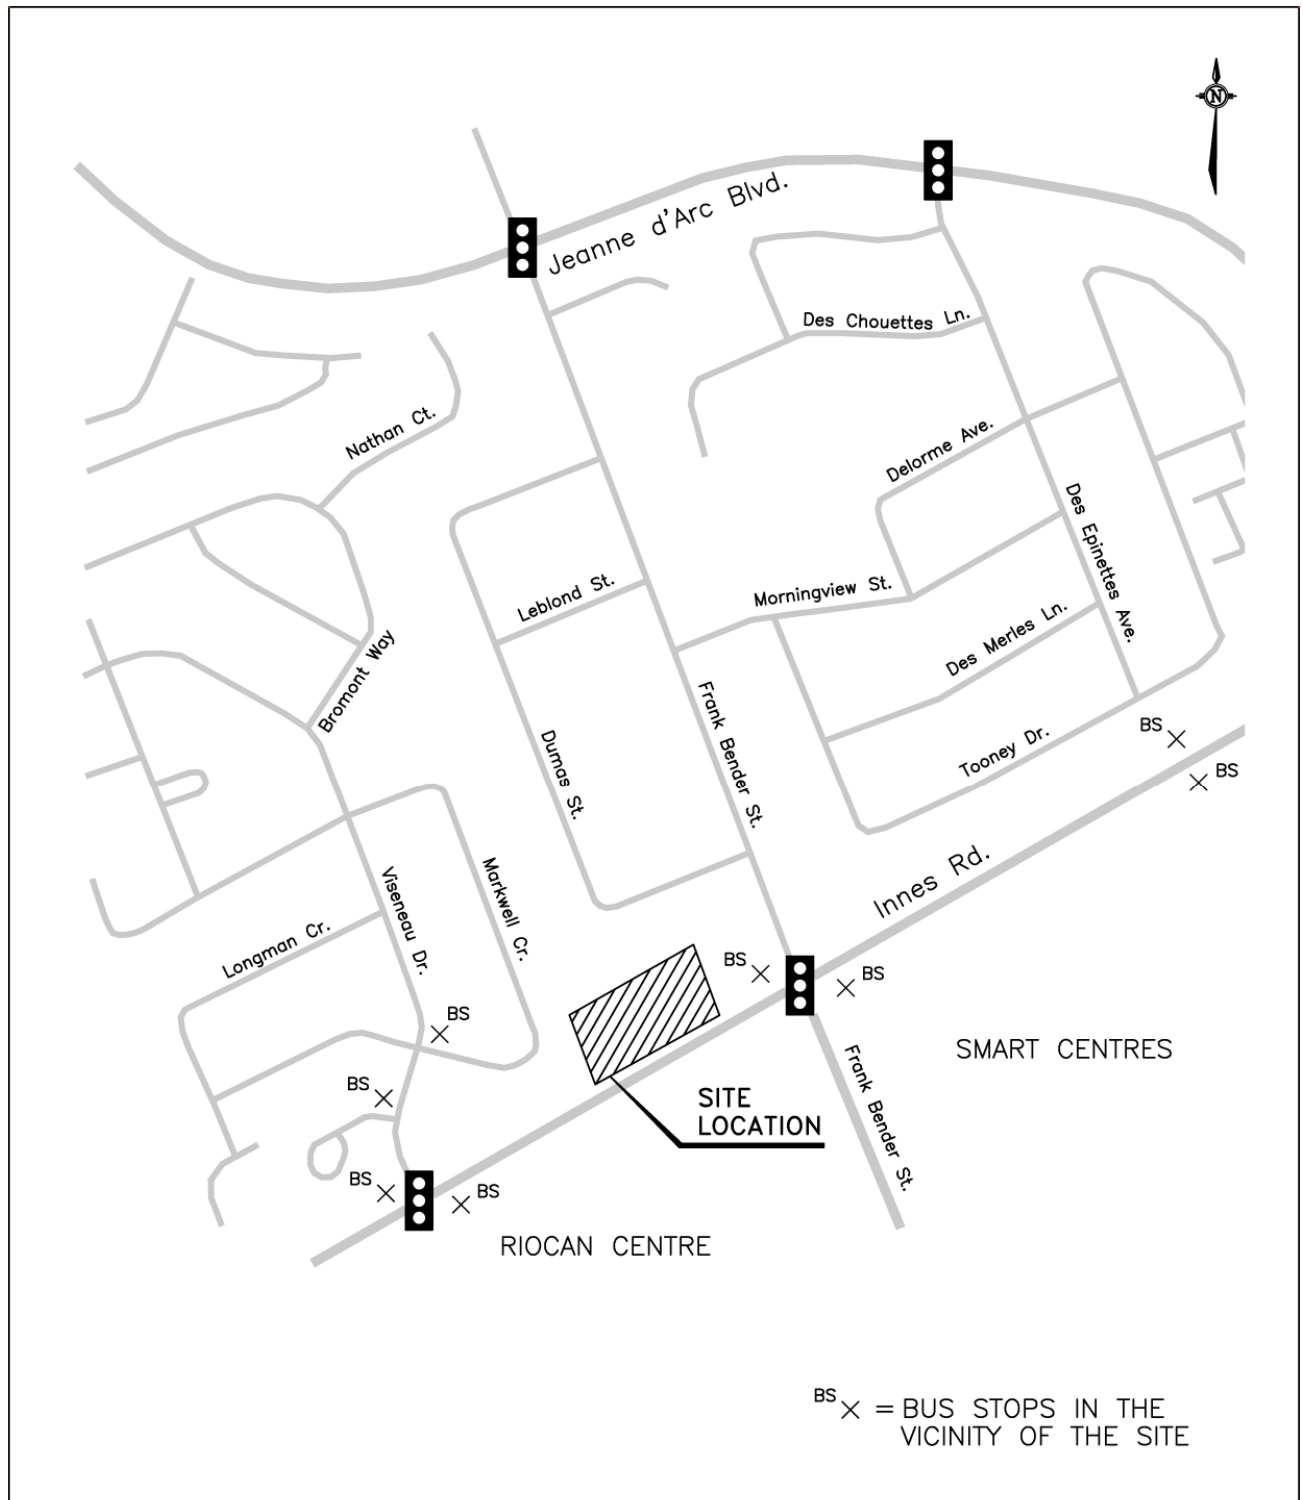 N
Jeanne d'Arc Blvd.
Des Chouettes Ln.
Nathan Ct.
Delorme Ave.
Des Epinettes Ave.
Leblond St.
Morningview St.
Des Merles Ln.
Bromont Way
Frank Bender St.
Dumas St.
Tooney Dr.
BS
BS
Innes Rd.
Markwell Cr.
Viseneau Dr.
Longman Cr.
BS
BS
BS
BS
BS
BS
SMART CENTRES
Frank Bender St.
SITE
LOCATION
RIOCAN CENTRE
BS
= BUS STOPS IN THE
VICINITY OF THE SITE